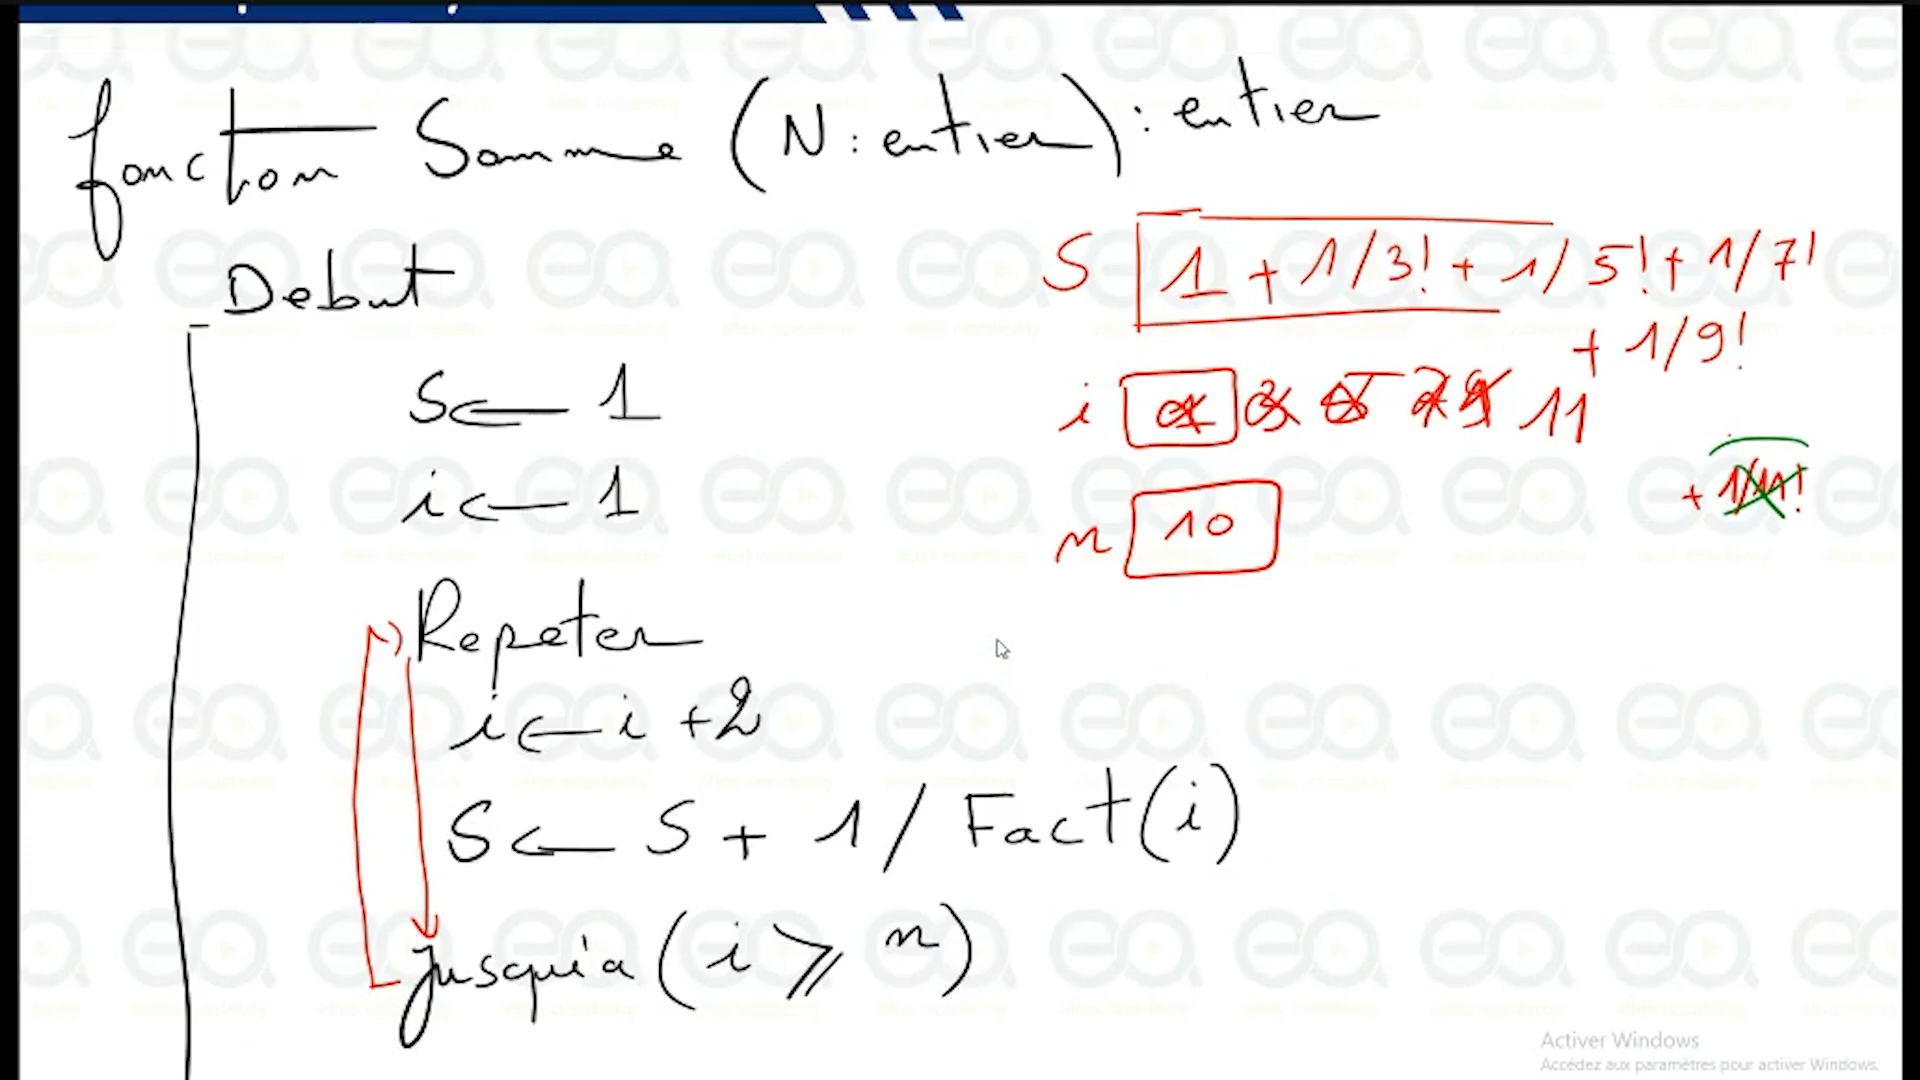 fonction Somme (N : entier) : entier
Debut
S ← 1
i ← 1
Repeter
i ← i + 2
S ← S + 1 / Fact(i)
jusqu'a (i ⩾ n)
S 1 + 1/3! + 1/5! + 1/7!
+ 1/9!
i 11
+ 1/11!
n 10
Activer Windows
Accédez aux paramètres pour activer Windows.